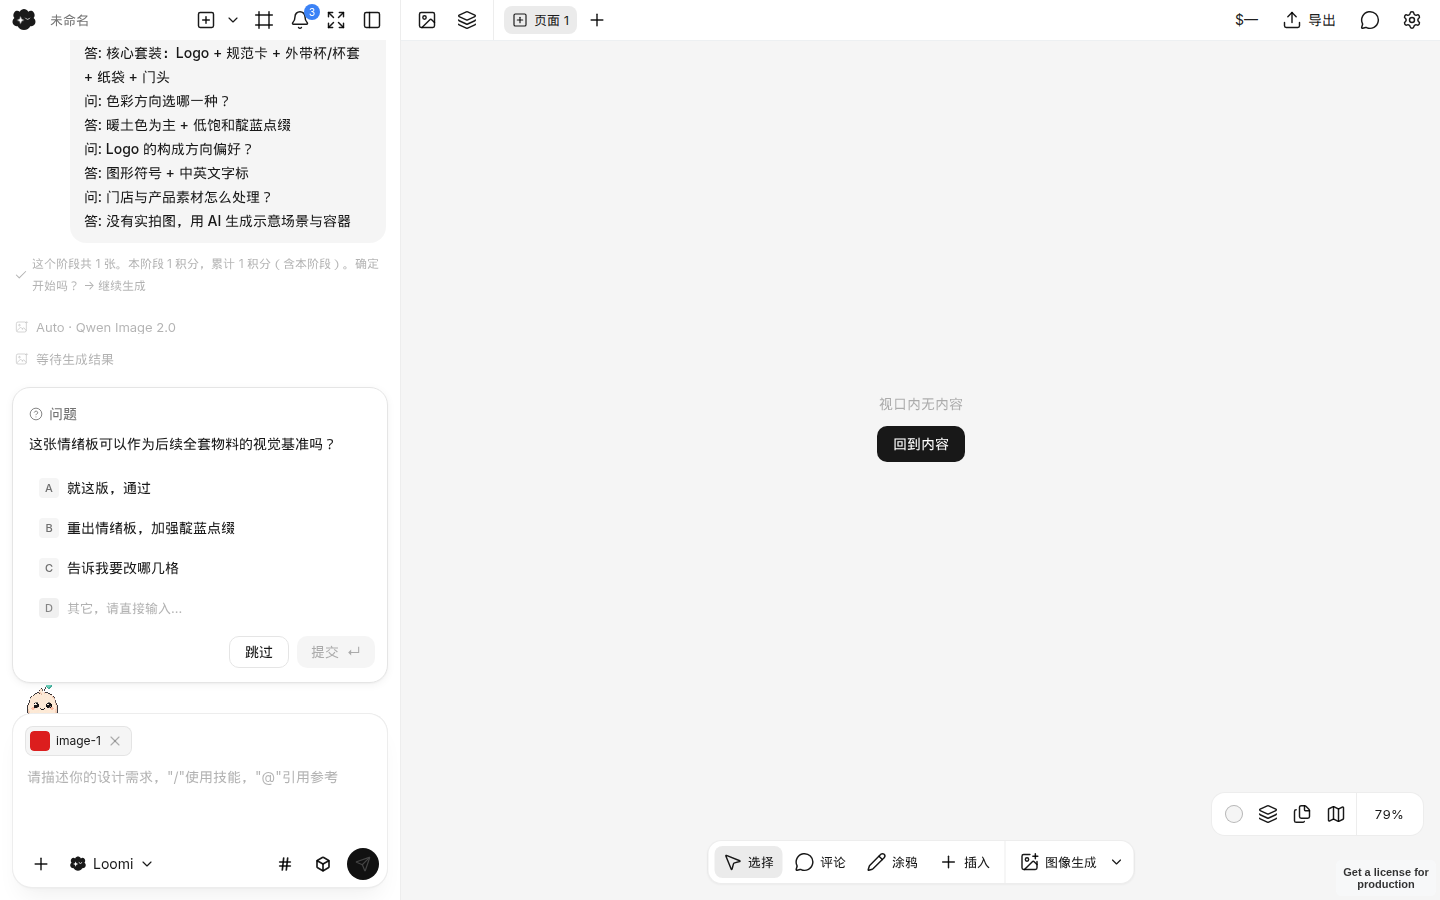 未命名
3
答: 核心套装：Logo + 规范卡 + 外带杯/杯套
+ 纸袋 + 门头
问: 色彩方向选哪一种？
答: 暖土色为主 + 低饱和靛蓝点缀
问: Logo 的构成方向偏好？
答: 图形符号 + 中英文字标
问: 门店与产品素材怎么处理？
答: 没有实拍图，用 AI 生成示意场景与容器
这个阶段共 1 张。本阶段 1 积分，累计 1 积分（含本阶段）。确定
开始吗？ → 继续生成
Auto · Qwen Image 2.0
等待生成结果
问题
这张情绪板可以作为后续全套物料的视觉基准吗？
A 就这版，通过
B 重出情绪板，加强靛蓝点缀
C 告诉我要改哪几格
D 其它，请直接输入...
跳过 提交
image-1
请描述你的设计需求，"/"使用技能，"@"引用参考
Loomi
页面 1
$—
导出
视口内无内容
回到内容
79%
选择 评论 涂鸦 插入 图像生成
Get a license for
production